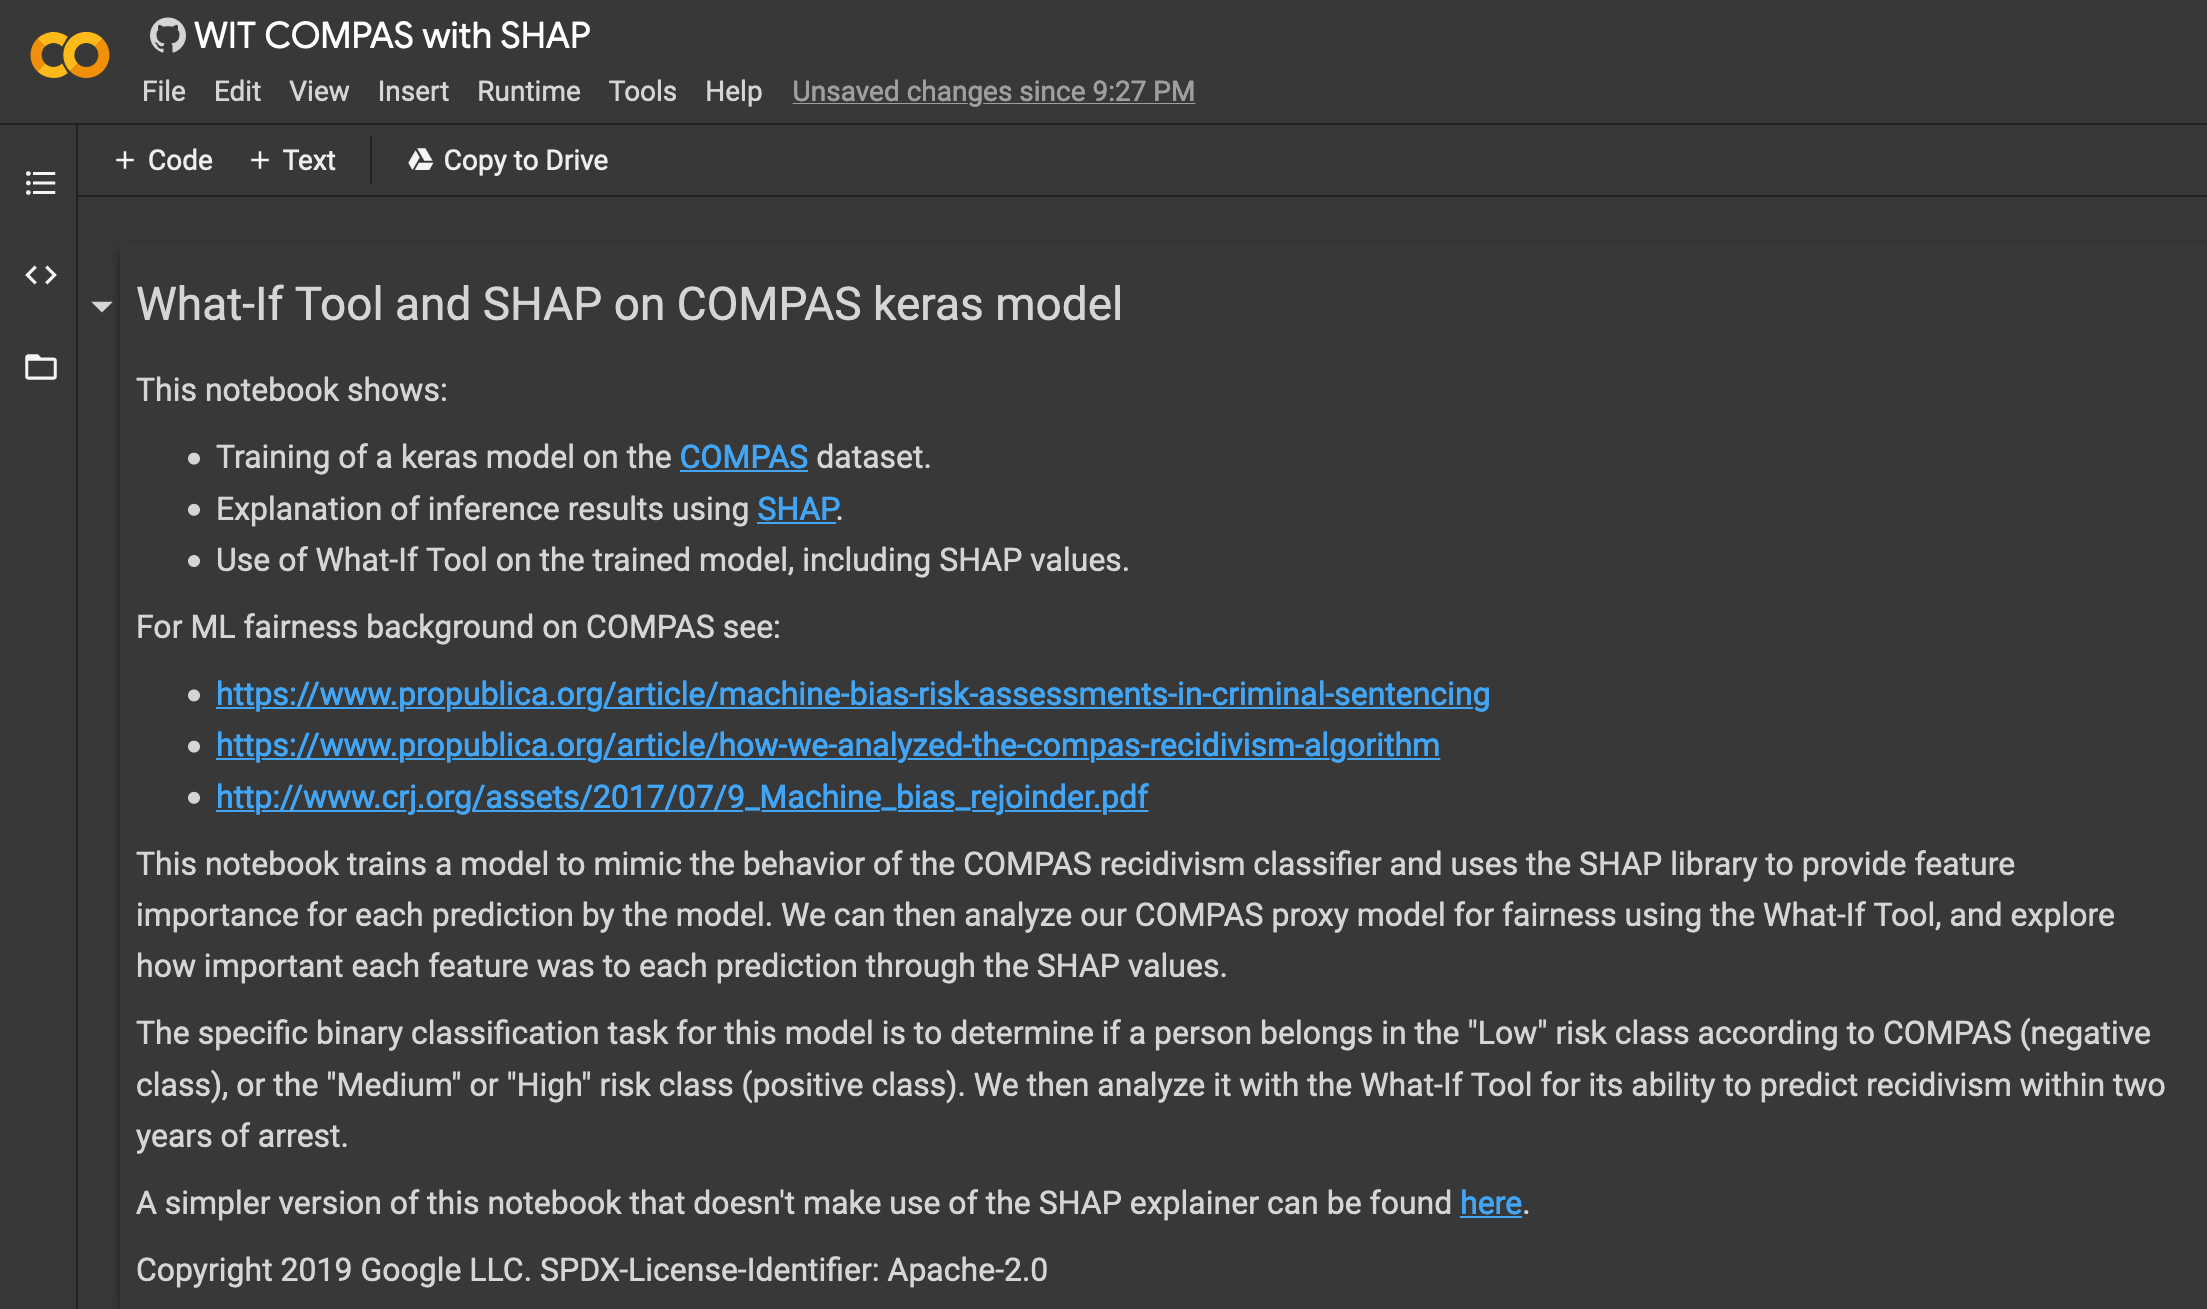 WIT COMPAS with SHAP
File Edit View Insert Runtime Tools Help Unsaved changes since 9:27 PM
+ Code + Text Copy to Drive
What-If Tool and SHAP on COMPAS keras model
This notebook shows:
• Training of a keras model on the COMPAS dataset.
• Explanation of inference results using SHAP.
• Use of What-If Tool on the trained model, including SHAP values.
For ML fairness background on COMPAS see:
• https://www.propublica.org/article/machine-bias-risk-assessments-in-criminal-sentencing
• https://www.propublica.org/article/how-we-analyzed-the-compas-recidivism-algorithm
• http://www.crj.org/assets/2017/07/9_Machine_bias_rejoinder.pdf
This notebook trains a model to mimic the behavior of the COMPAS recidivism classifier and uses the SHAP library to provide feature
importance for each prediction by the model. We can then analyze our COMPAS proxy model for fairness using the What-If Tool, and explore
how important each feature was to each prediction through the SHAP values.
The specific binary classification task for this model is to determine if a person belongs in the "Low" risk class according to COMPAS (negative
class), or the "Medium" or "High" risk class (positive class). We then analyze it with the What-If Tool for its ability to predict recidivism within two
years of arrest.
A simpler version of this notebook that doesn't make use of the SHAP explainer can be found here.
Copyright 2019 Google LLC. SPDX-License-Identifier: Apache-2.0